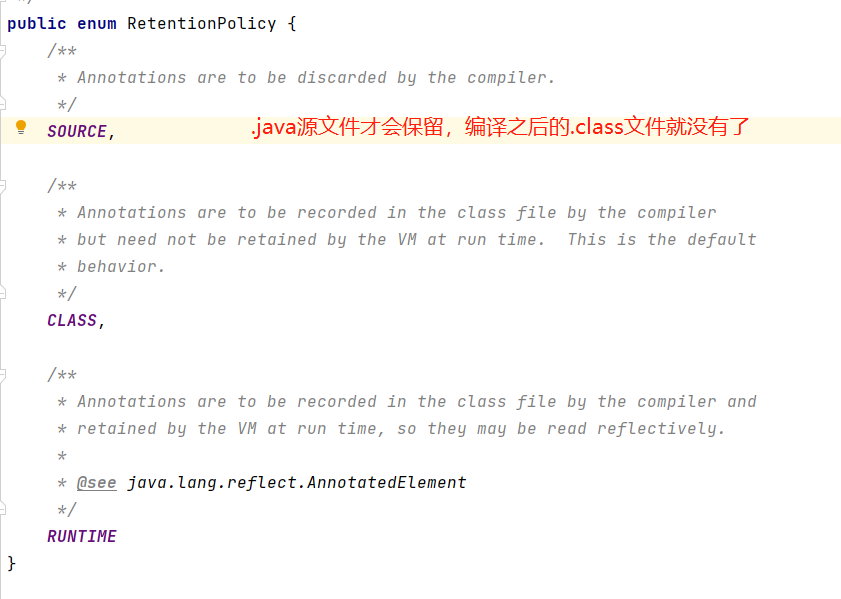 */
public enum RetentionPolicy {
/**
* Annotations are to be discarded by the compiler.
*/
SOURCE, .java源文件才会保留，编译之后的.class文件就没有了
/**
* Annotations are to be recorded in the class file by the compiler
* but need not be retained by the VM at run time.  This is the default
* behavior.
*/
CLASS,
/**
* Annotations are to be recorded in the class file by the compiler and
* retained by the VM at run time, so they may be read reflectively.
*
* @see java.lang.reflect.AnnotatedElement
*/
RUNTIME
}